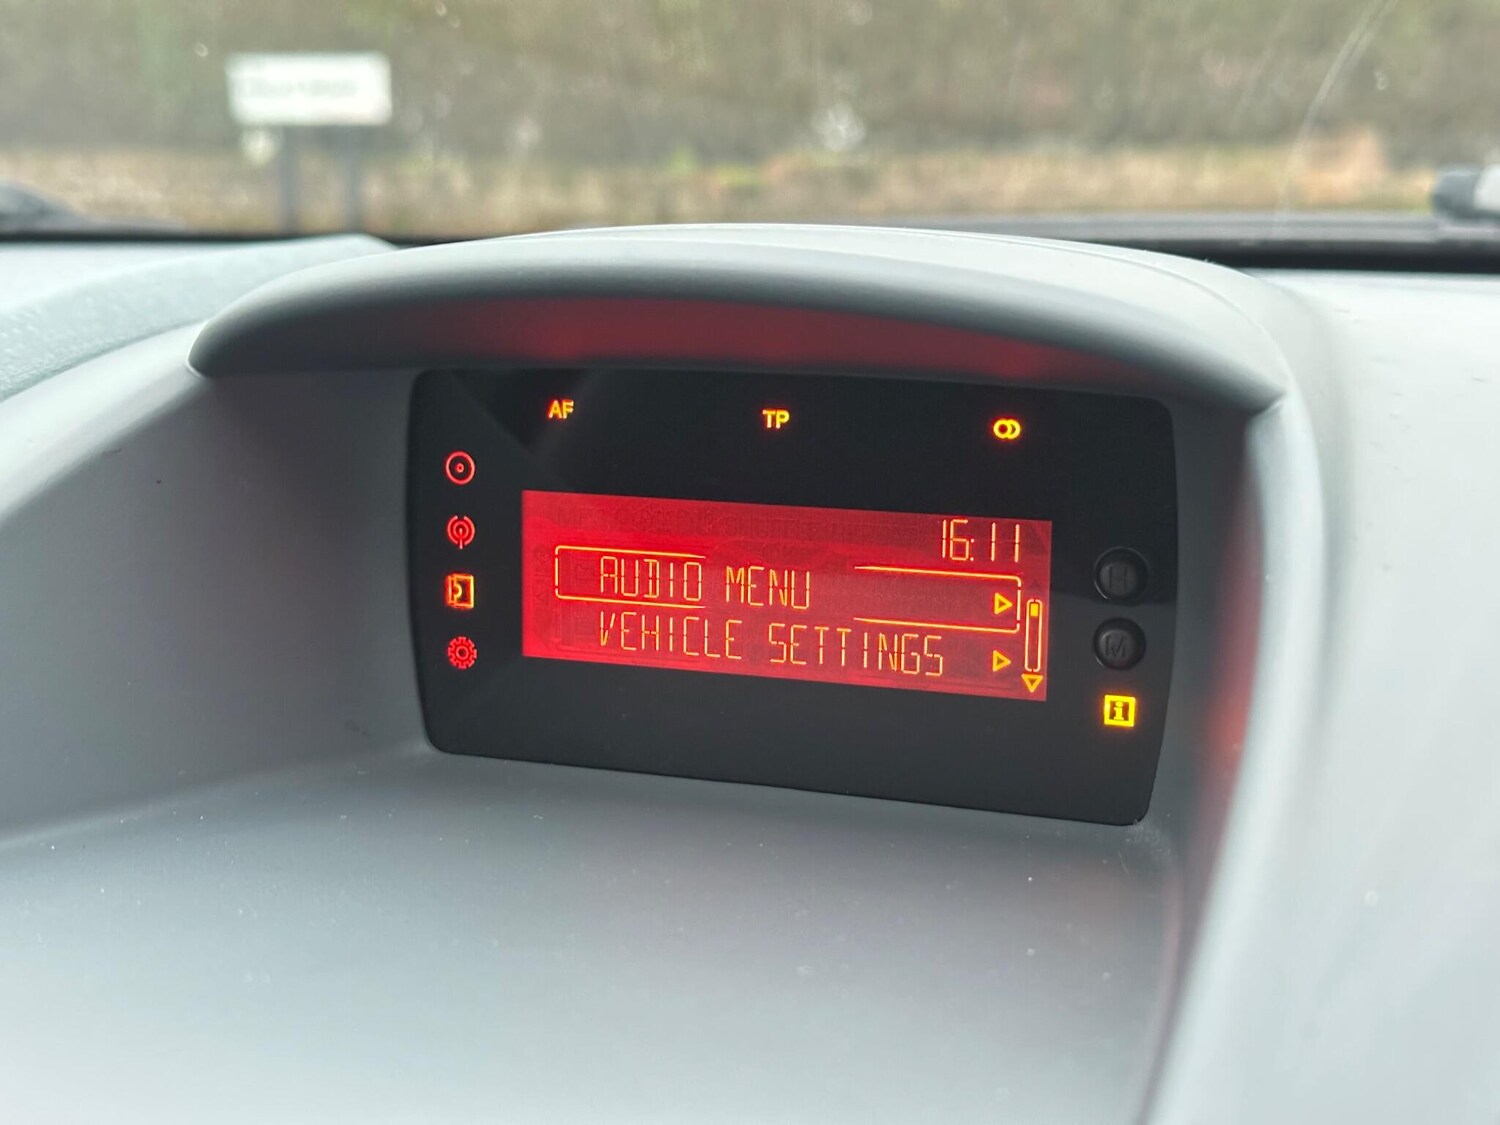 AF TP
16:11
AUDIO MENU
VEHICLE SETTINGS
H
M
i